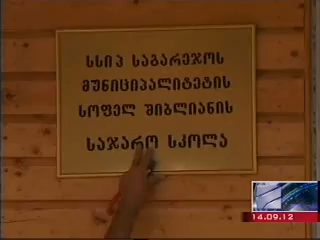 სსიპ საგარეჯოს
მუნიციპალიტეტის
სოფელ შიბლიანის
საჯარო სკოლა
14.09.12